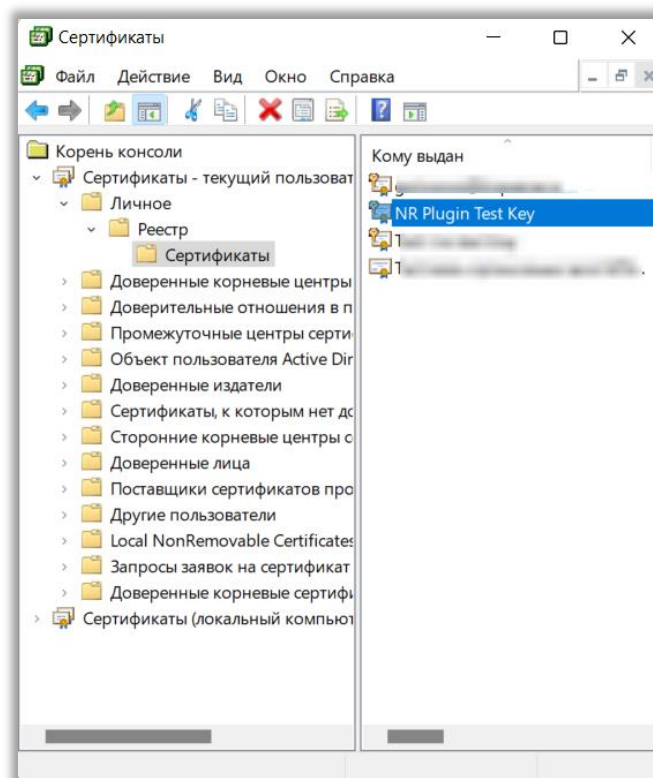 Сертификаты
Файл Действие Вид Окно Справка
Корень консоли
Сертификаты - текущий пользоват
Личное
Реестр
Сертификаты
Доверенные корневые центры
Доверительные отношения в п
Промежуточные центры серти
Объект пользователя Active Dir
Доверенные издатели
Сертификаты, к которым нет до
Сторонние корневые центры с
Доверенные лица
Поставщики сертификатов про
Другие пользователи
Local NonRemovable Certificates
Запросы заявок на сертификат
Доверенные корневые сертифи
Сертификаты (локальный компьют
Кому выдан
NR Plugin Test Key